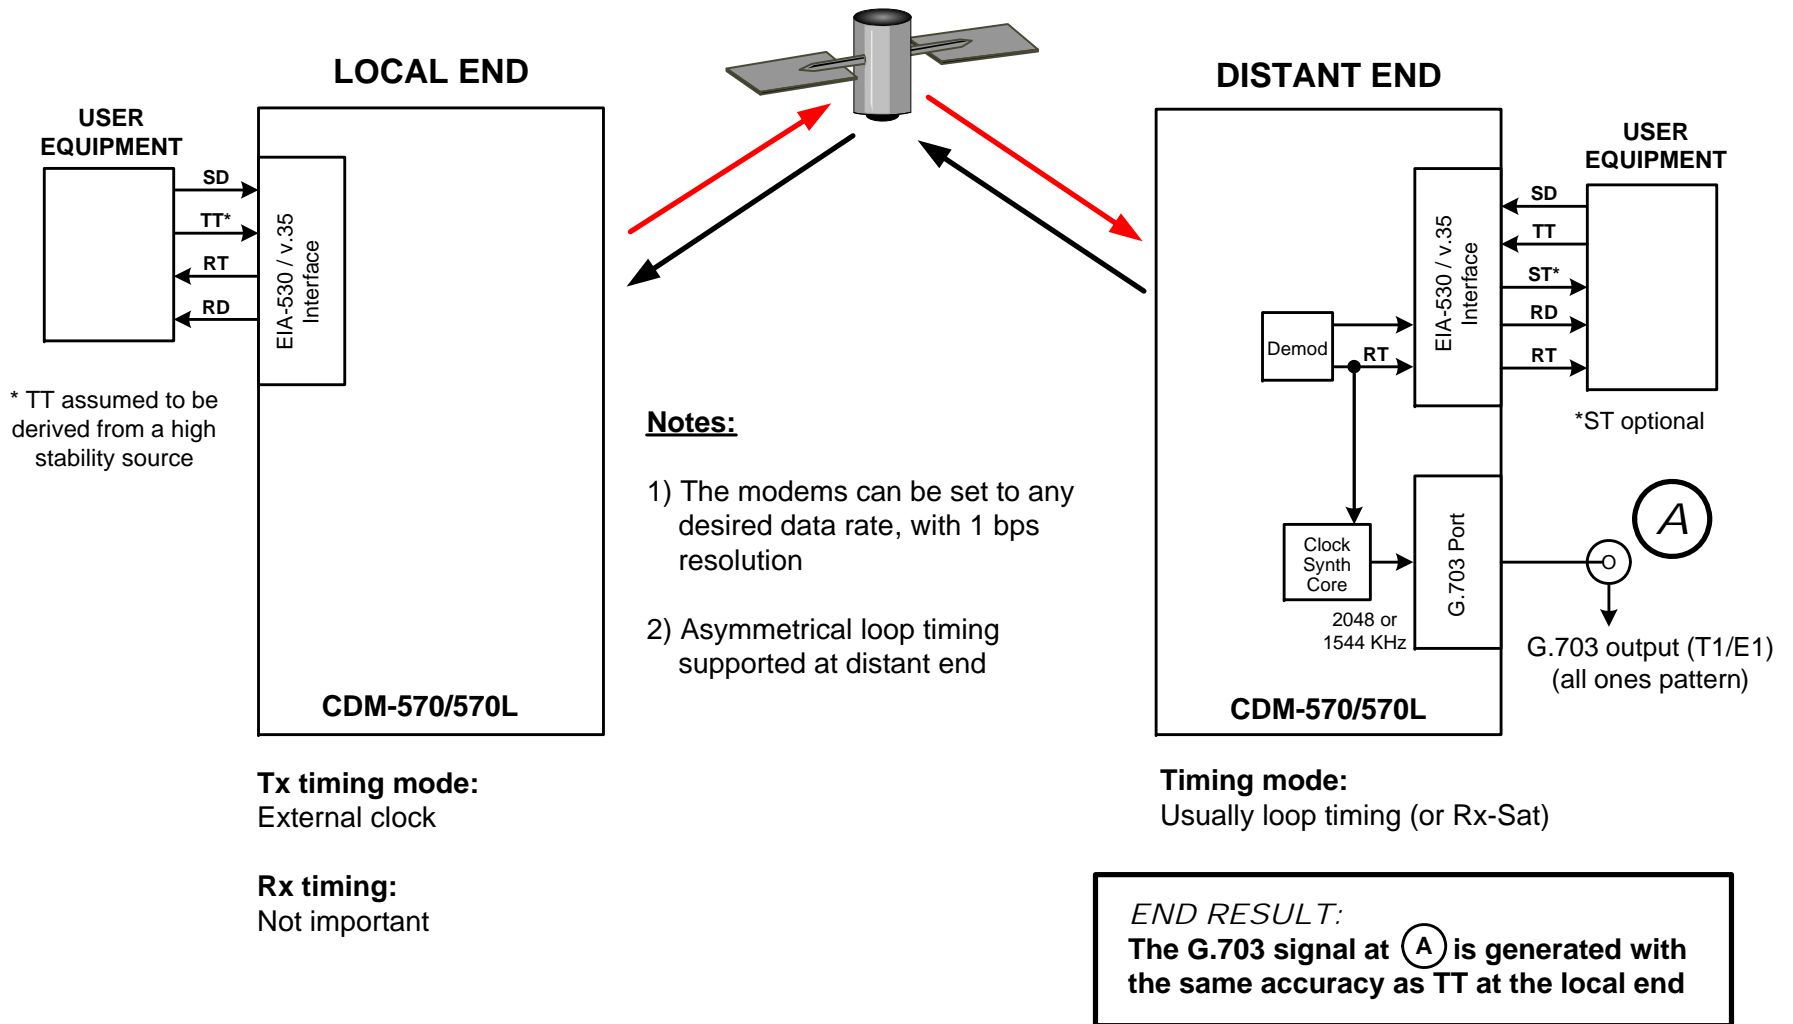 LOCAL END
DISTANT END
USER
EQUIPMENT
SD
TT*
RT
RD
EIA-530 / v.35
Interface
* TT assumed to be
derived from a high
stability source
CDM-570/570L
Tx timing mode:
External clock
Rx timing:
Not important
Notes:
1) The modems can be set to any
desired data rate, with 1 bps
resolution
2) Asymmetrical loop timing
supported at distant end
USER
EQUIPMENT
SD
TT
ST*
RD
RT
EIA-530 / v.35
Interface
Demod
RT
*ST optional
Clock
Synth
Core
2048 or
1544 KHz
G.703 Port
A
O
G.703 output (T1/E1)
(all ones pattern)
CDM-570/570L
Timing mode:
Usually loop timing (or Rx-Sat)
END RESULT:
The G.703 signal at A is generated with
the same accuracy as TT at the local end